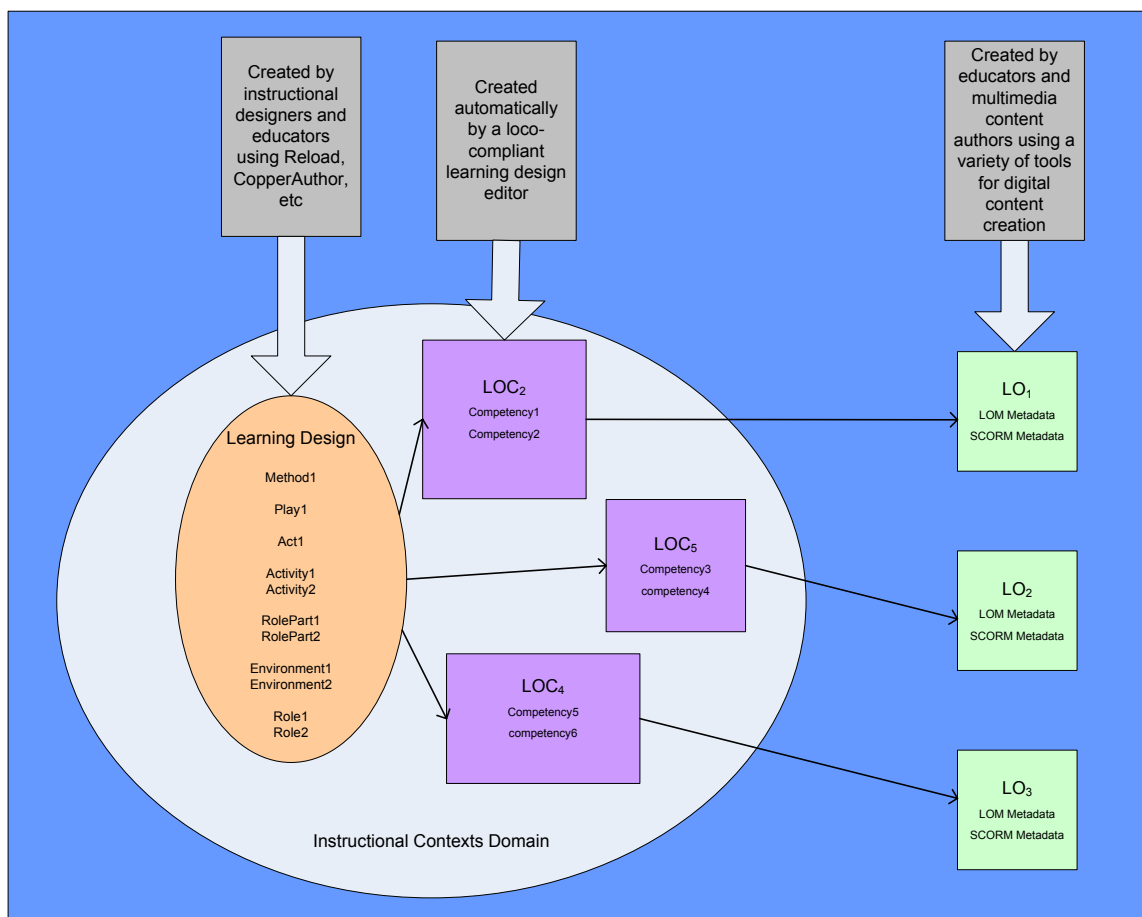 Created by
instructional
designers and
educators
using Reload,
CopperAuthor,
etc
Created
automatically
by a loco-
compliant
learning design
editor
Created by
educators and
multimedia
content
authors using a
variety of tools
for digital
content
creation
Learning Design
Method1
Play1
Act1
Activity1
Activity2
RolePart1
RolePart2
Environment1
Environment2
Role1
Role2
LOC₂
Competency1
Competency2
LOC₅
Competency3
competency4
LOC₄
Competency5
competency6
LO₁
LOM Metadata
SCORM Metadata
LO₂
LOM Metadata
SCORM Metadata
LO₃
LOM Metadata
SCORM Metadata
Instructional Contexts Domain